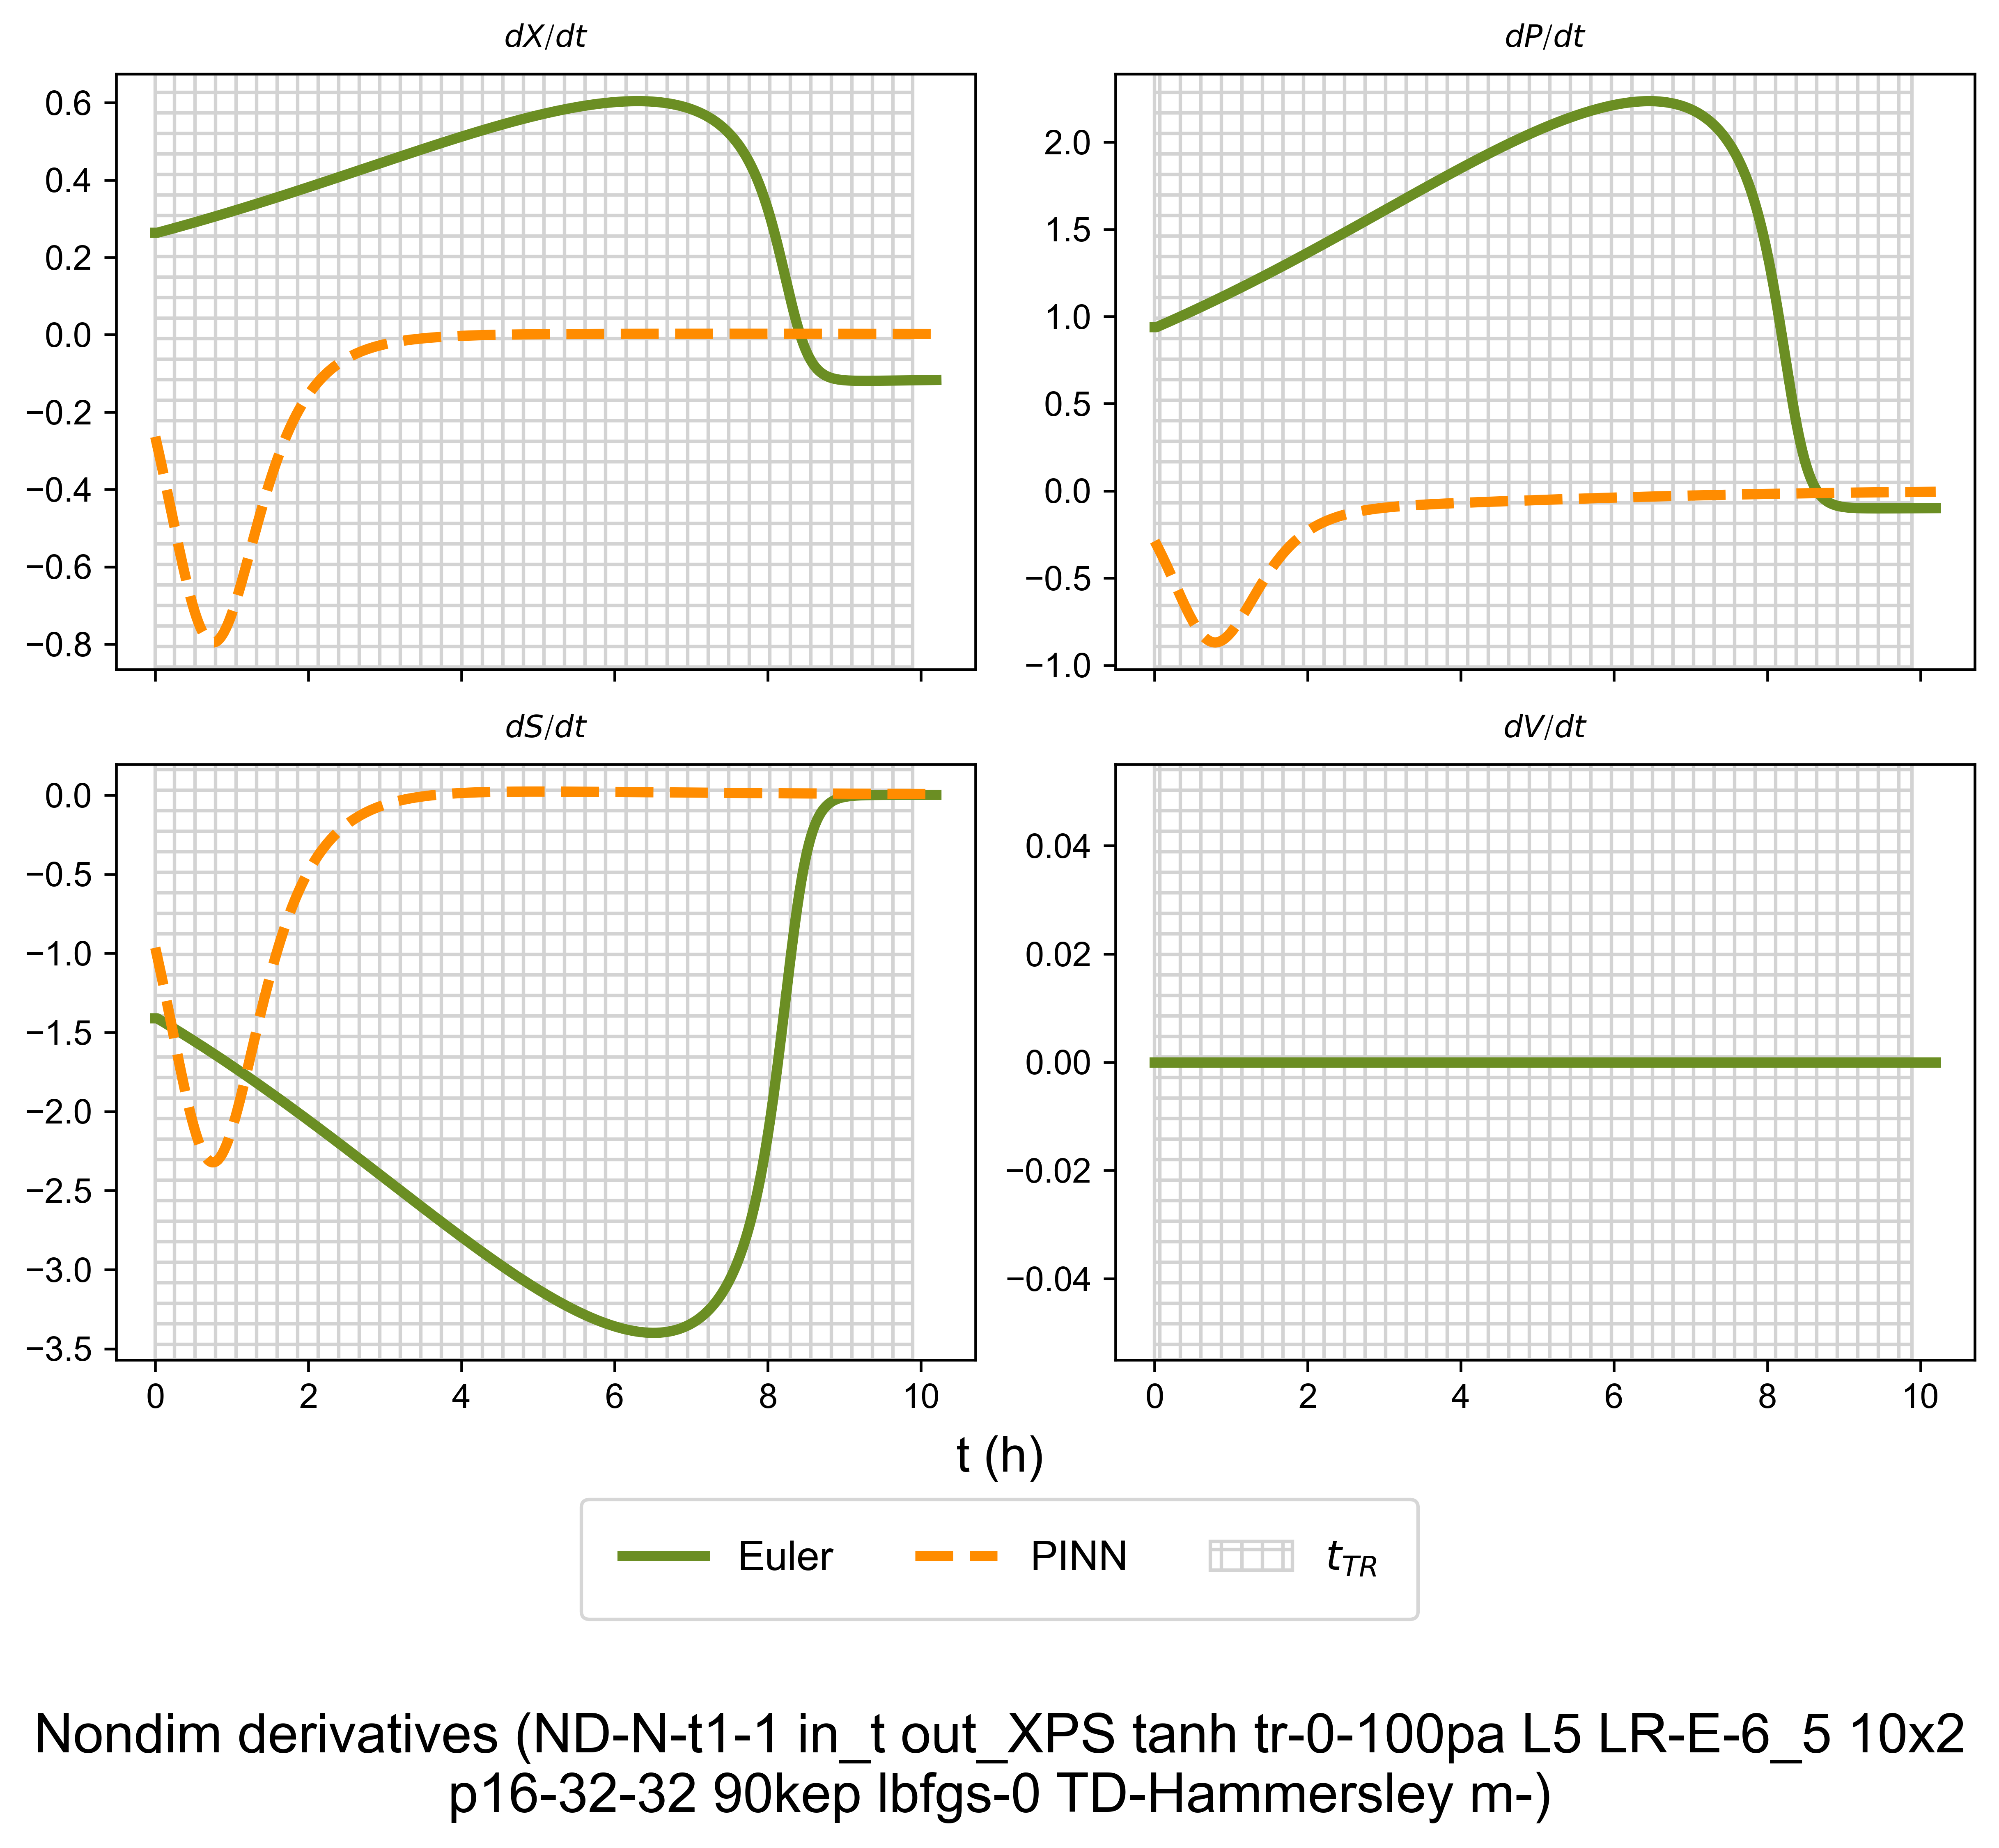 dX/dt
dP/dt
0.6
0.4
0.2
0.0
−0.2
−0.4
−0.6
−0.8
2.0
1.5
1.0
0.5
0.0
−0.5
−1.0
dS/dt
dV/dt
0.0
−0.5
−1.0
−1.5
−2.0
−2.5
−3.0
−3.5
0 2 4 6 8 10
0.04
0.02
0.00
−0.02
−0.04
0 2 4 6 8 10
t (h)
Euler PINN t_{TR}
Nondim derivatives (ND-N-t1-1 in_t out_XPS tanh tr-0-100pa L5 LR-E-6_5 10x2
p16-32-32 90kep lbfgs-0 TD-Hammersley m-)